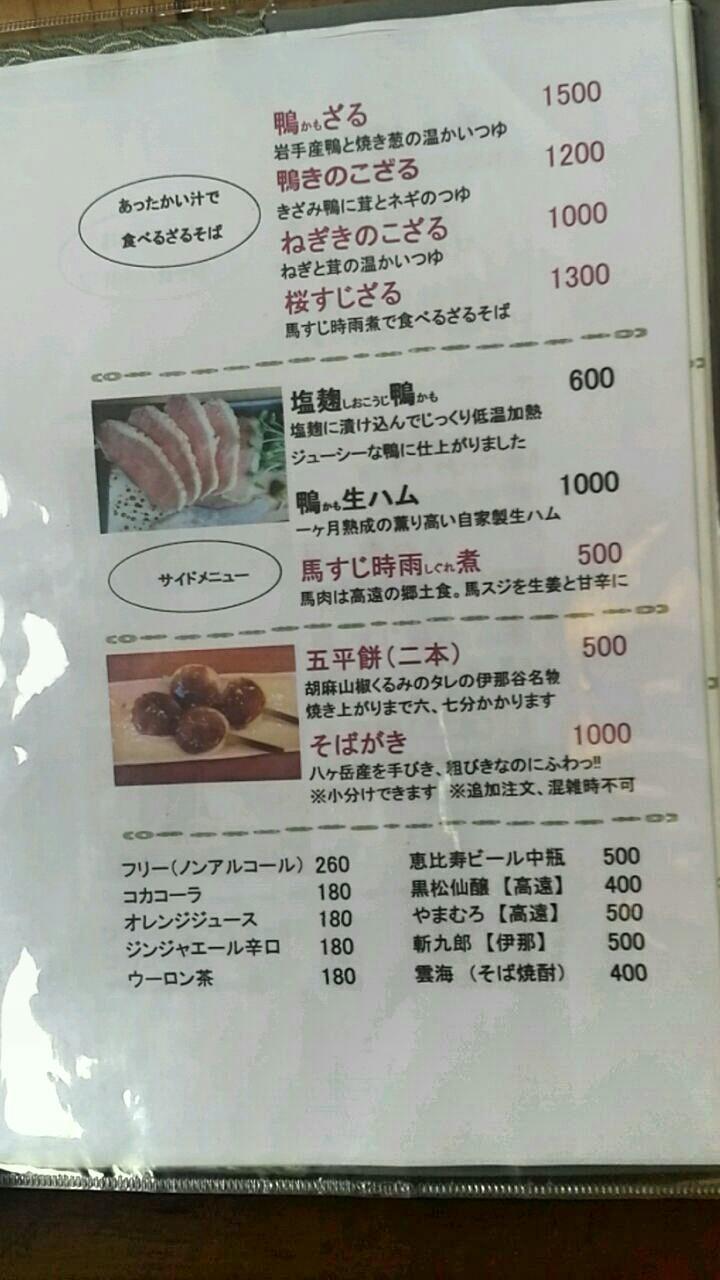 鴨かもざる 1500
岩手産鴨と焼き葱の温かいつゆ
鴨きのこざる 1200
きざみ鴨に茸とネギのつゆ
ねぎきのこざる 1000
ねぎと茸の温かいつゆ
桜すじざる 1300
馬すじ時雨煮で食べるざるそば
あったかい汁で
食べるざるそば
塩麹しおこうじ鴨かも 600
塩麹に漬け込んでじっくり低温加熱
ジューシーな鴨に仕上がりました
鴨かも生ハム 1000
一ヶ月熟成の薫り高い自家製生ハム
サイドメニュー
馬すじ時雨しぐれ煮 500
馬肉は高遠の郷土食。馬スジを生姜と甘辛に
五平餅(二本) 500
胡麻山椒くるみのタレの伊那谷名物
焼き上がりまで六、七分かかります
そばがき 1000
八ヶ岳産を手びき、粗びきなのにふわっ!!
※小分けできます ※追加注文、混雑時不可
フリー(ノンアルコール) 260
コカコーラ 180
オレンジジュース 180
ジンジャエール辛口 180
ウーロン茶 180
恵比寿ビール中瓶 500
黒松仙醸 【高遠】 400
やまむろ 【高遠】 500
斬九郎 【伊那】 500
雲海 (そば焼酎) 400